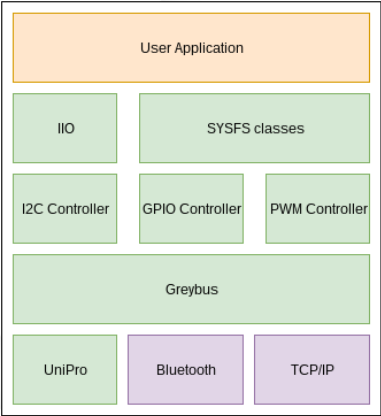 User Application
IIO
SYSFS classes
I2C Controller
GPIO Controller
PWM Controller
Greybus
UniPro
Bluetooth
TCP/IP